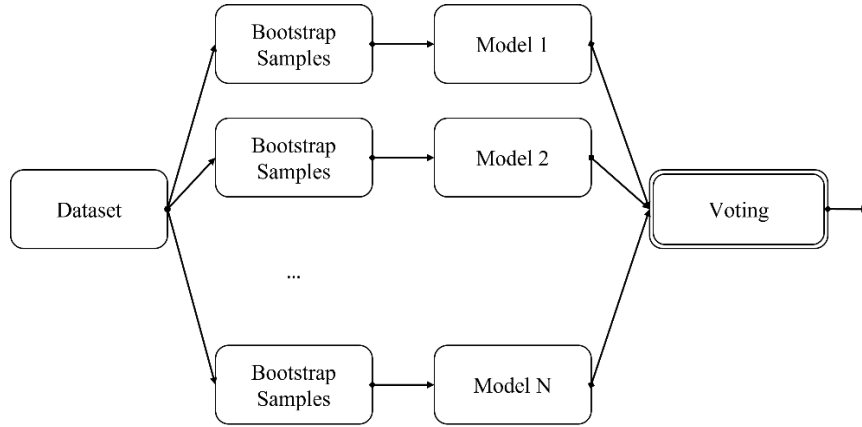 Bootstrap
Samples
Model 1
Bootstrap
Samples
Model 2
Dataset
Voting
...
Bootstrap
Samples
Model N